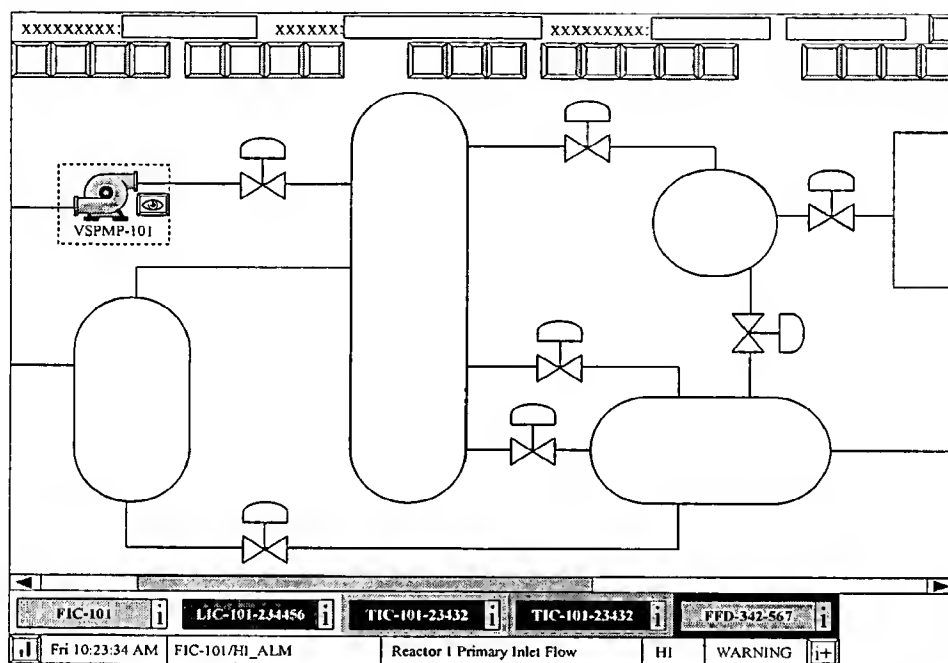 xxxxxxxxx: xxxxxx: xxxxxxxxx:
VSPMP-101
FIC-101 i LIC-101-234456 i TIC-101-23432 i TIC-101-23432 i FFD-342-567 i
Fri 10:23:34 AM FIC-101/HI_ALM Reactor 1 Primary Inlet Flow HI WARNING i+